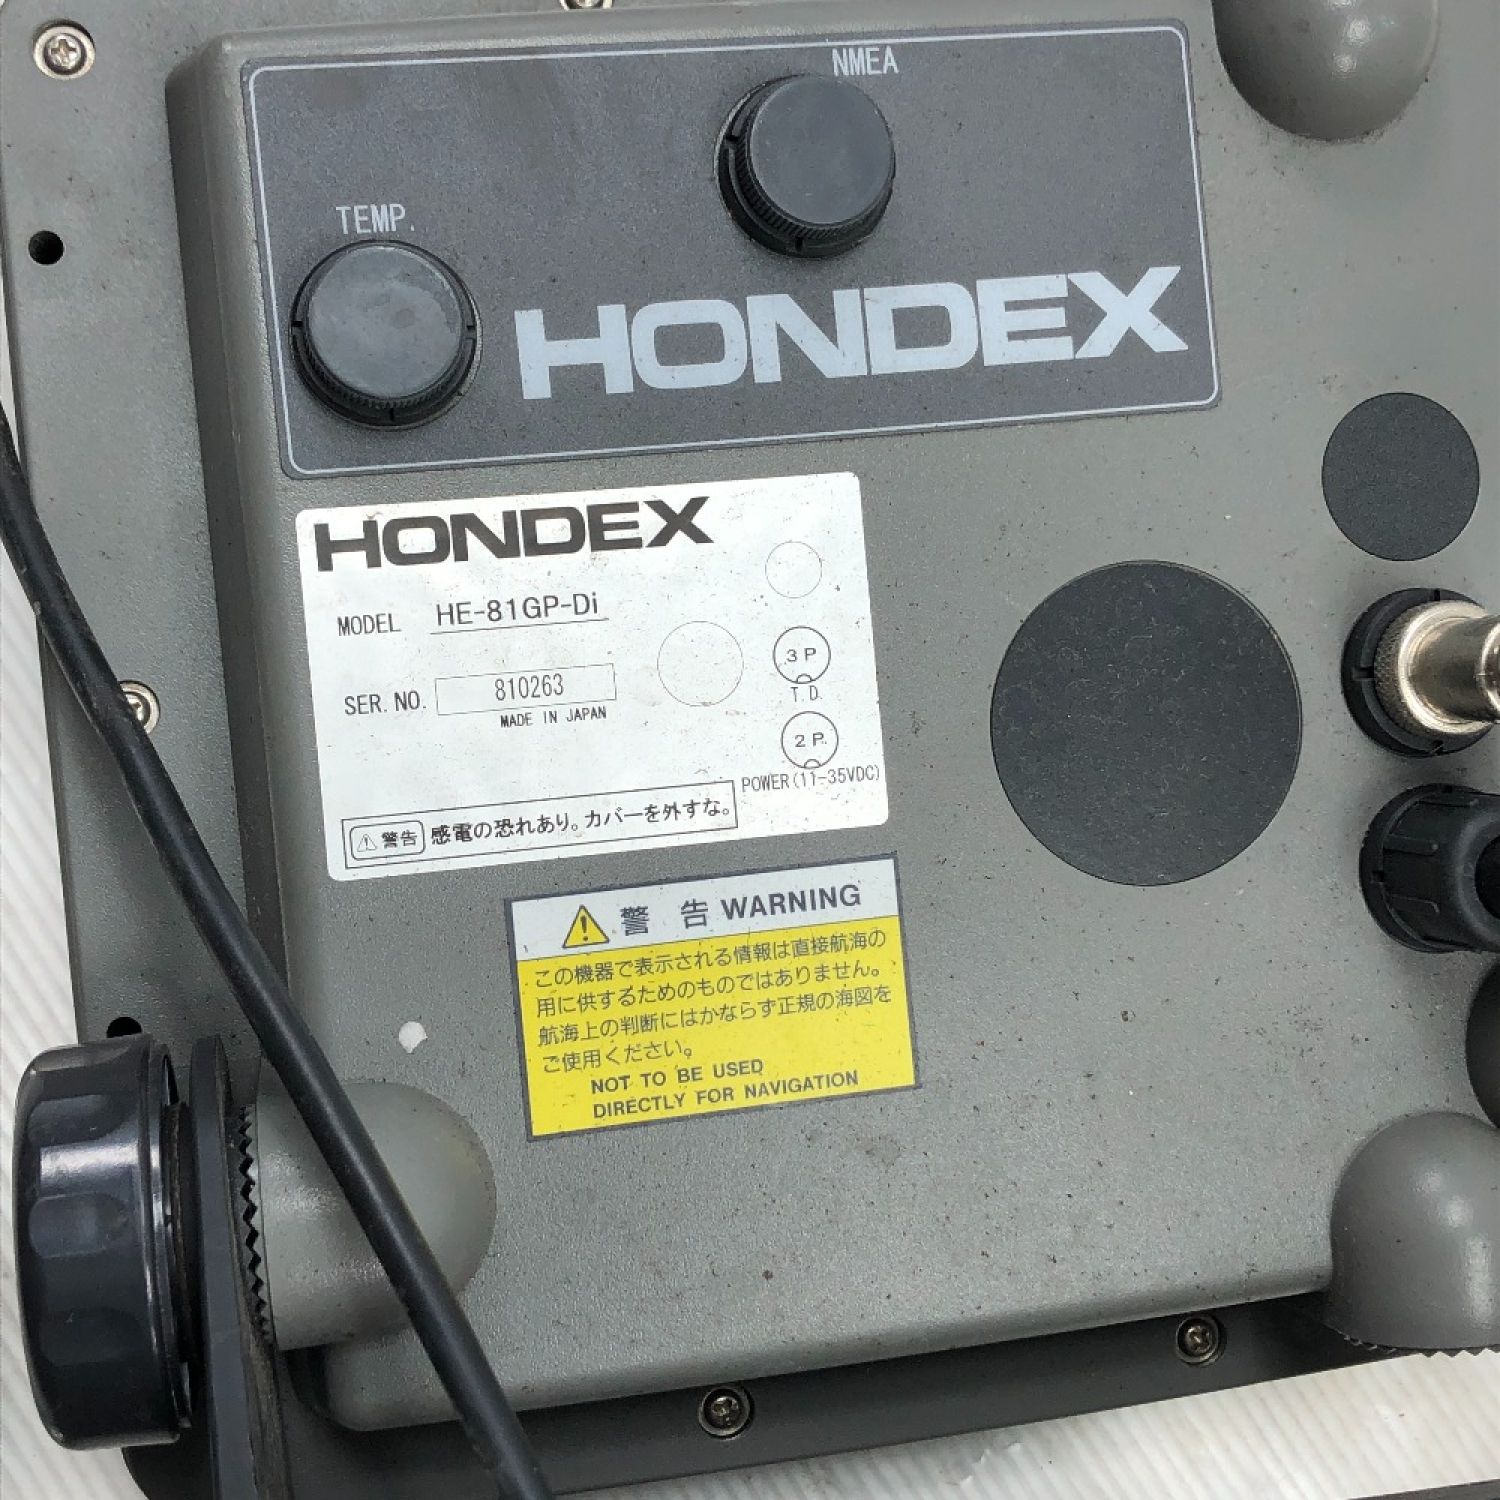 NMEA
TEMP.
HONDEX
HONDEX
MODEL HE-81GP-Di
SER. NO. 810263
MADE IN JAPAN
3 P
T.D.
2 P.
POWER(11-35VDC)
⚠警告 感電の恐れあり。カバーを外すな。
警 告 WARNING
この機器で表示される情報は直接航海の
用に供するためのものではありません。
航海上の判断にはかならず正規の海図を
ご使用ください。
NOT TO BE USED
DIRECTLY FOR NAVIGATION